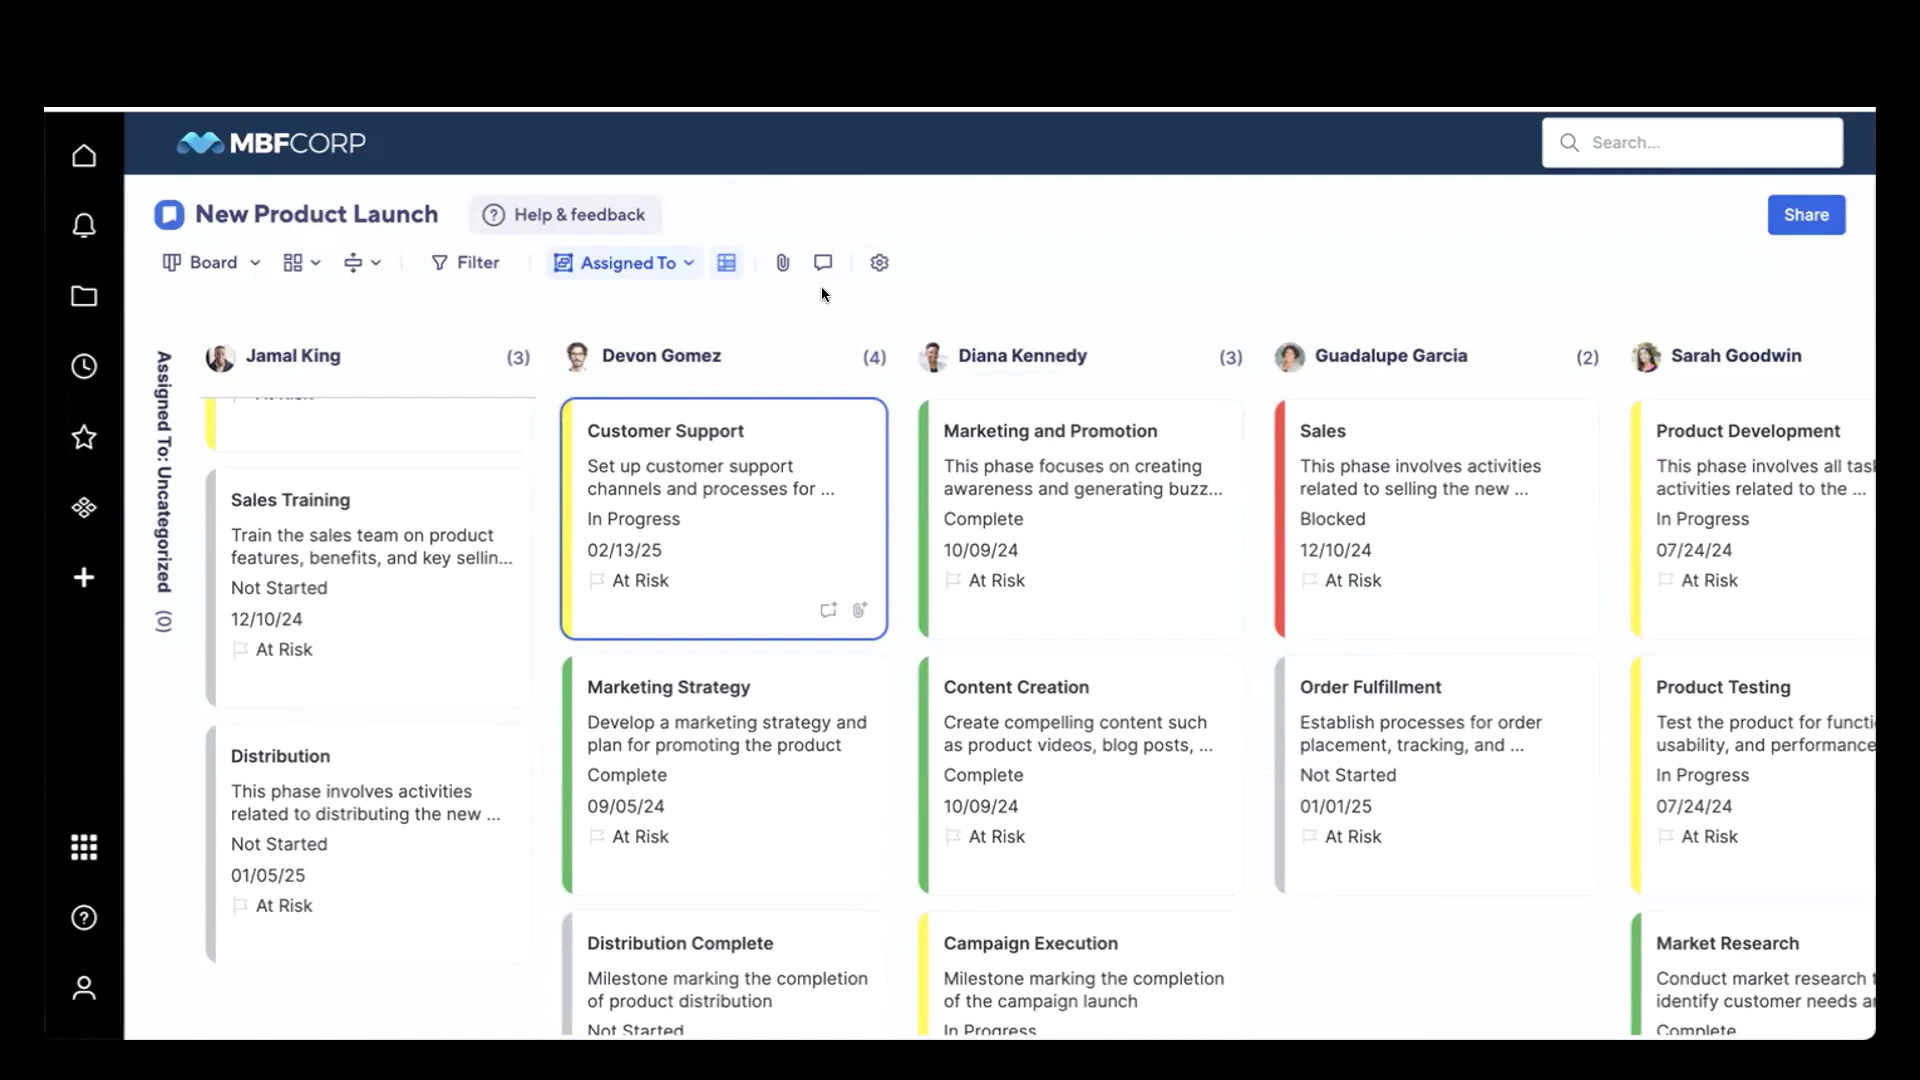 MBFCORP
Search...
New Product Launch
Help & feedback
Share
Board
Filter
Assigned To
Assigned To: Uncategorized (0)
Jamal King (3)
Sales Training
Train the sales team on product
features, benefits, and key sellin...
Not Started
12/10/24
At Risk
Distribution
This phase involves activities
related to distributing the new ...
Not Started
01/05/25
At Risk
Devon Gomez (4)
Customer Support
Set up customer support
channels and processes for ...
In Progress
02/13/25
At Risk
Marketing Strategy
Develop a marketing strategy and
plan for promoting the product
Complete
09/05/24
At Risk
Distribution Complete
Milestone marking the completion
of product distribution
Not Started
Diana Kennedy (3)
Marketing and Promotion
This phase focuses on creating
awareness and generating buzz...
Complete
10/09/24
At Risk
Content Creation
Create compelling content such
as product videos, blog posts, ...
Complete
10/09/24
At Risk
Campaign Execution
Milestone marking the completion
of the campaign launch
In Progress
Guadalupe Garcia (2)
Sales
This phase involves activities
related to selling the new ...
Blocked
12/10/24
At Risk
Order Fulfillment
Establish processes for order
placement, tracking, and ...
Not Started
01/01/25
At Risk
Sarah Goodwin
Product Development
This phase involves all
activities related to the ...
In Progress
07/24/24
At Risk
Product Testing
Test the product for
usability, and performance
In Progress
07/24/24
At Risk
Market Research
Conduct market research
identify customer needs
Complete